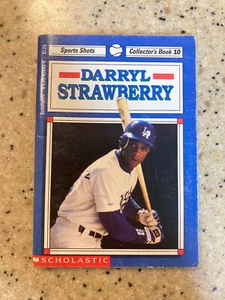 Sports Shots Collector's Book 10
DARRYL
STRAWBERRY
LA
SCHOLASTIC